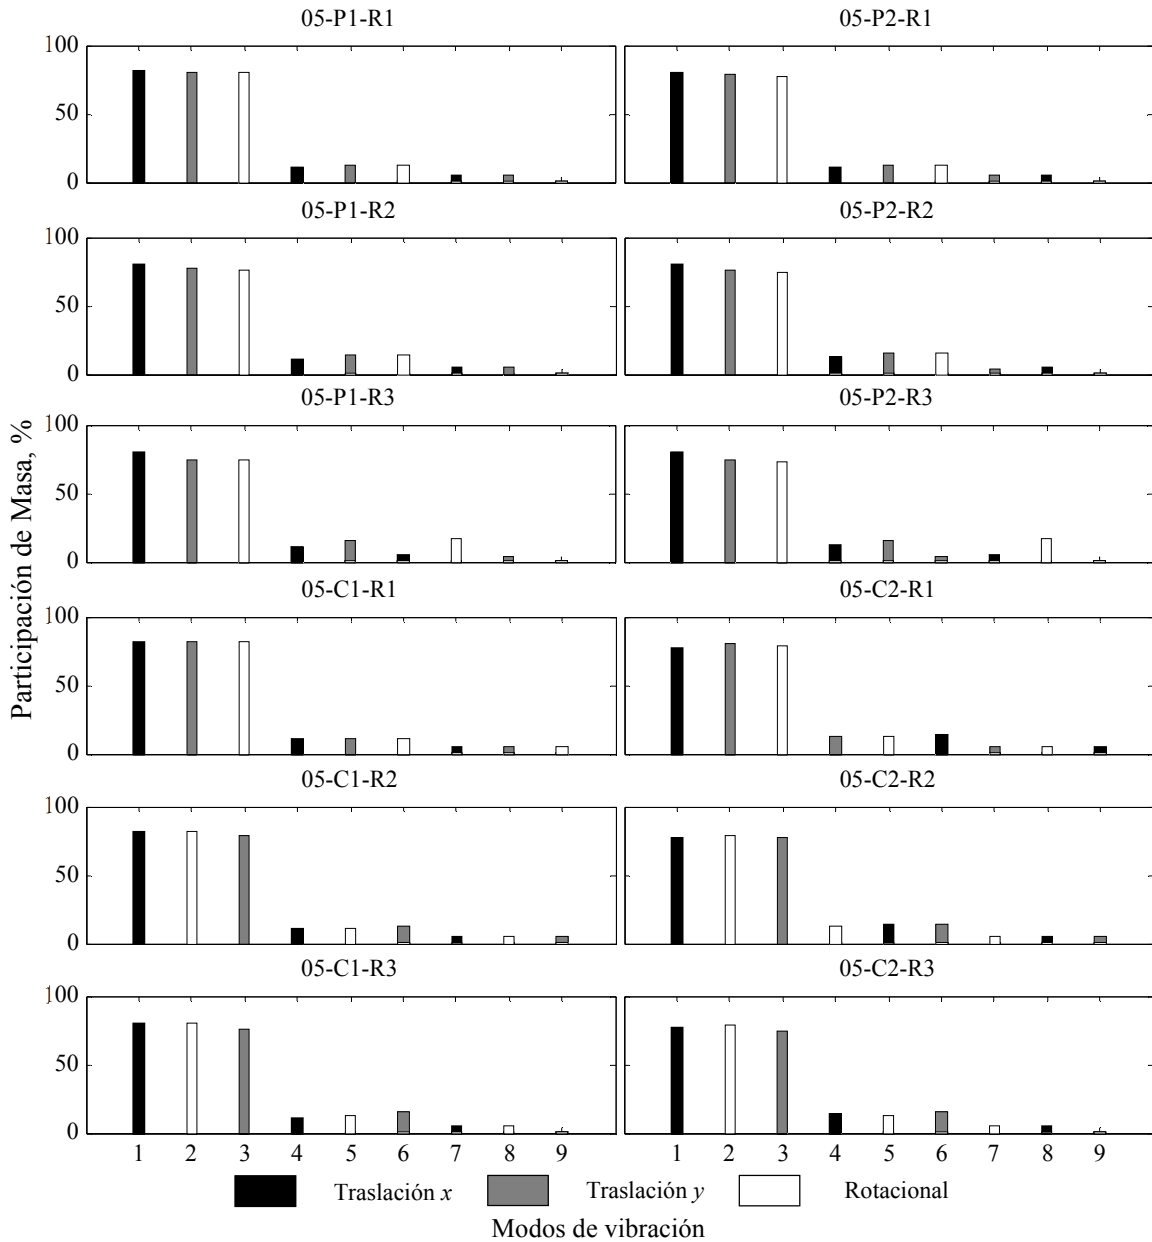 05-P1-R1 05-P2-R1
100
50
0
05-P1-R2 05-P2-R2
100
50
0
05-P1-R3 05-P2-R3
100
50
0
05-C1-R1 05-C2-R1
100
50
0
05-C1-R2 05-C2-R2
100
50
0
05-C1-R3 05-C2-R3
100
50
0
Participación de Masa, %
1 2 3 4 5 6 7 8 9 1 2 3 4 5 6 7 8 9
Traslación x Traslación y Rotacional
Modos de vibración